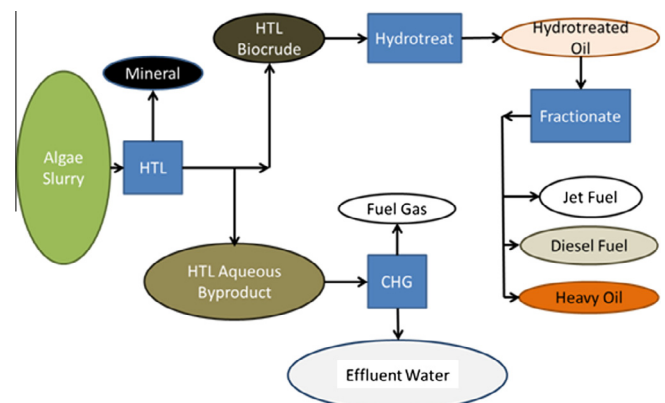 HTL
Biocrude
Hydrotreat
Hydrotreated
Oil
Mineral
Fractionate
Algae
Slurry
HTL
Jet Fuel
Fuel Gas
Diesel Fuel
HTL Aqueous
Byproduct
CHG
Heavy Oil
Effluent Water